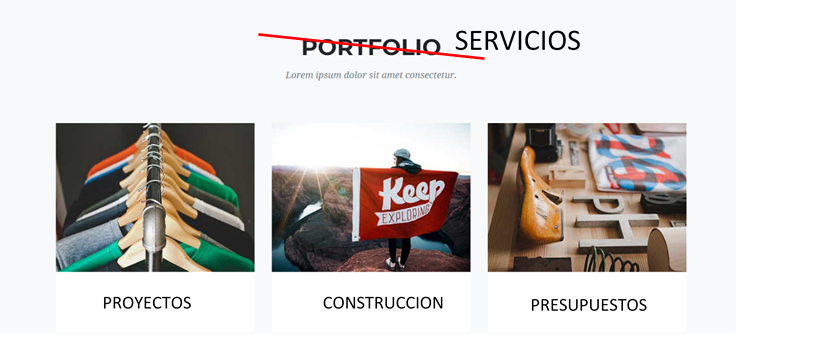 PORTFOLIO SERVICIOS
Lorem ipsum dolor sit amet consectetur.
Keep
EXPLORING
PROYECTOS
CONSTRUCCION
PRESUPUESTOS